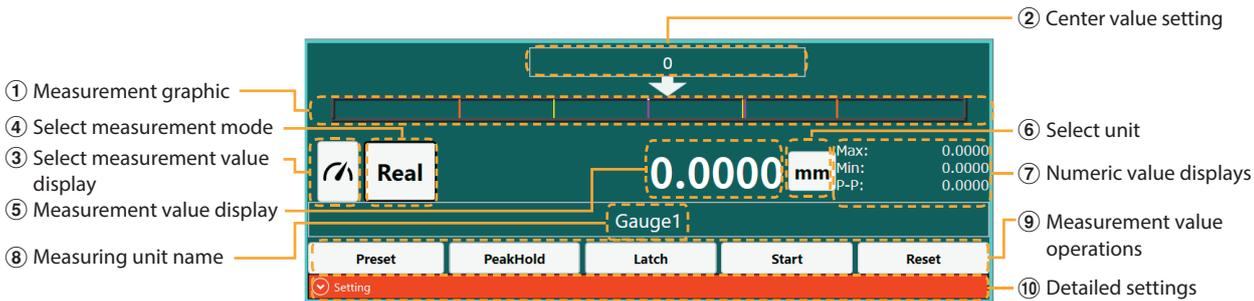 ② Center value setting
0
① Measurement graphic
④ Select measurement mode
③ Select measurement value
display
⑤ Measurement value display
⑧ Measuring unit name
Real
0.0000
mm
Max: 0.0000
Min: 0.0000
P-P: 0.0000
Gauge1
⑥ Select unit
⑦ Numeric value displays
⑨ Measurement value
operations
⑩ Detailed settings
Preset PeakHold Latch Start Reset
Setting